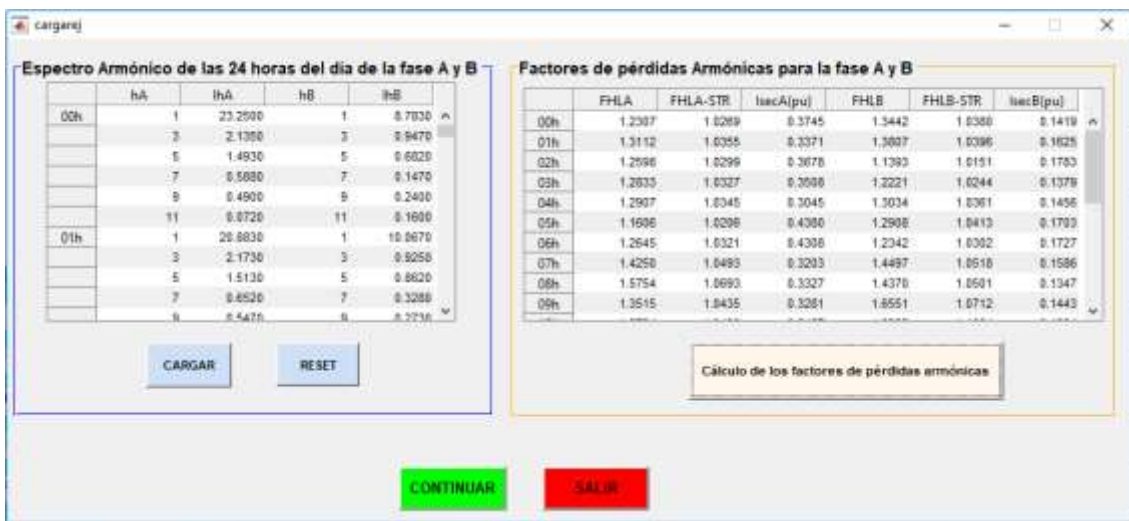 cargarej
Espectro Armónico de las 24 horas del día de la fase A y B
hA IhA hB IhB
00h 1 23.2500 1 8.7030
3 2.1350 3 0.9470
5 1.4930 5 0.6020
7 0.5880 7 0.1470
9 0.4900 9 0.2400
11 0.0720 11 0.1600
01h 1 20.6830 1 10.0670
3 2.1730 3 0.9250
5 1.5130 5 0.8620
7 0.6520 7 0.3280
9 0.5470 9 0.2730
CARGAR RESET
Factores de pérdidas Armónicas para la fase A y B
FHLA FHLA-STR IsecA(pu) FHLB FHLB-STR IsecB(pu)
00h 1.2307 1.0269 0.3745 1.3442 1.0380 0.1419
01h 1.3112 1.0355 0.3371 1.3807 1.0396 0.1625
02h 1.2598 1.0299 0.3678 1.1393 1.0151 0.1783
03h 1.2833 1.0327 0.3508 1.2221 1.0244 0.1379
04h 1.2907 1.0345 0.3045 1.3034 1.0361 0.1456
05h 1.1606 1.0206 0.4380 1.2908 1.0413 0.1703
06h 1.2645 1.0321 0.4308 1.2342 1.0302 0.1727
07h 1.4250 1.0493 0.3203 1.4497 1.0518 0.1586
08h 1.5754 1.0693 0.3327 1.4370 1.0501 0.1347
09h 1.3515 1.0435 0.3281 1.6551 1.0712 0.1443
Cálculo de los factores de pérdidas armónicas
CONTINUAR SALIR